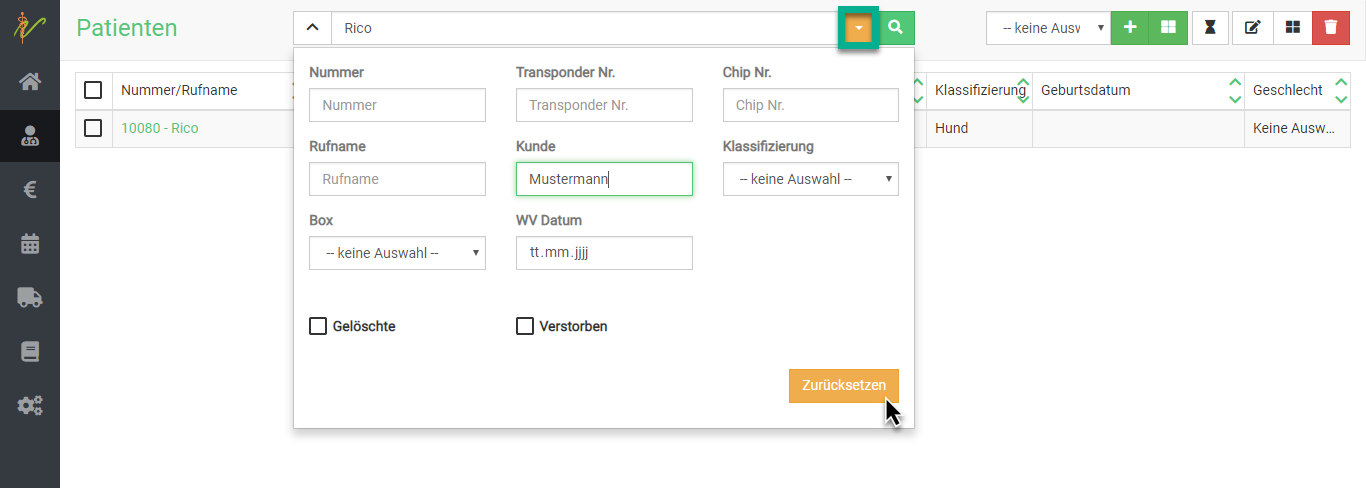 Patienten
Rico
-- keine Ausw
Nummer/Rufname
Klassifizierung
Geburtsdatum
Geschlecht
10080 - Rico
Hund
Keine Ausw...
Nummer
Transponder Nr.
Chip Nr.
Nummer
Transponder Nr.
Chip Nr.
Rufname
Kunde
Klassifizierung
Rufname
Mustermann
-- keine Auswahl --
Box
WV Datum
-- keine Auswahl --
tt.mm.jjjj
Gelöschte
Verstorben
Zurücksetzen